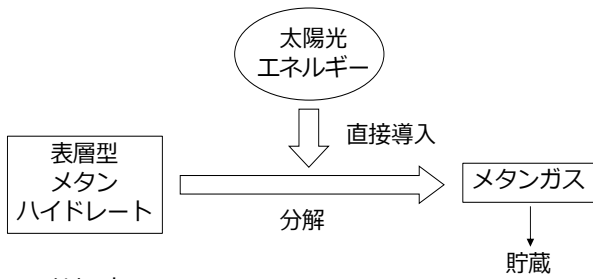 太陽光
エネルギー
直接導入
表層型
メタン
ハイドレート
分解
メタンガス
貯蔵